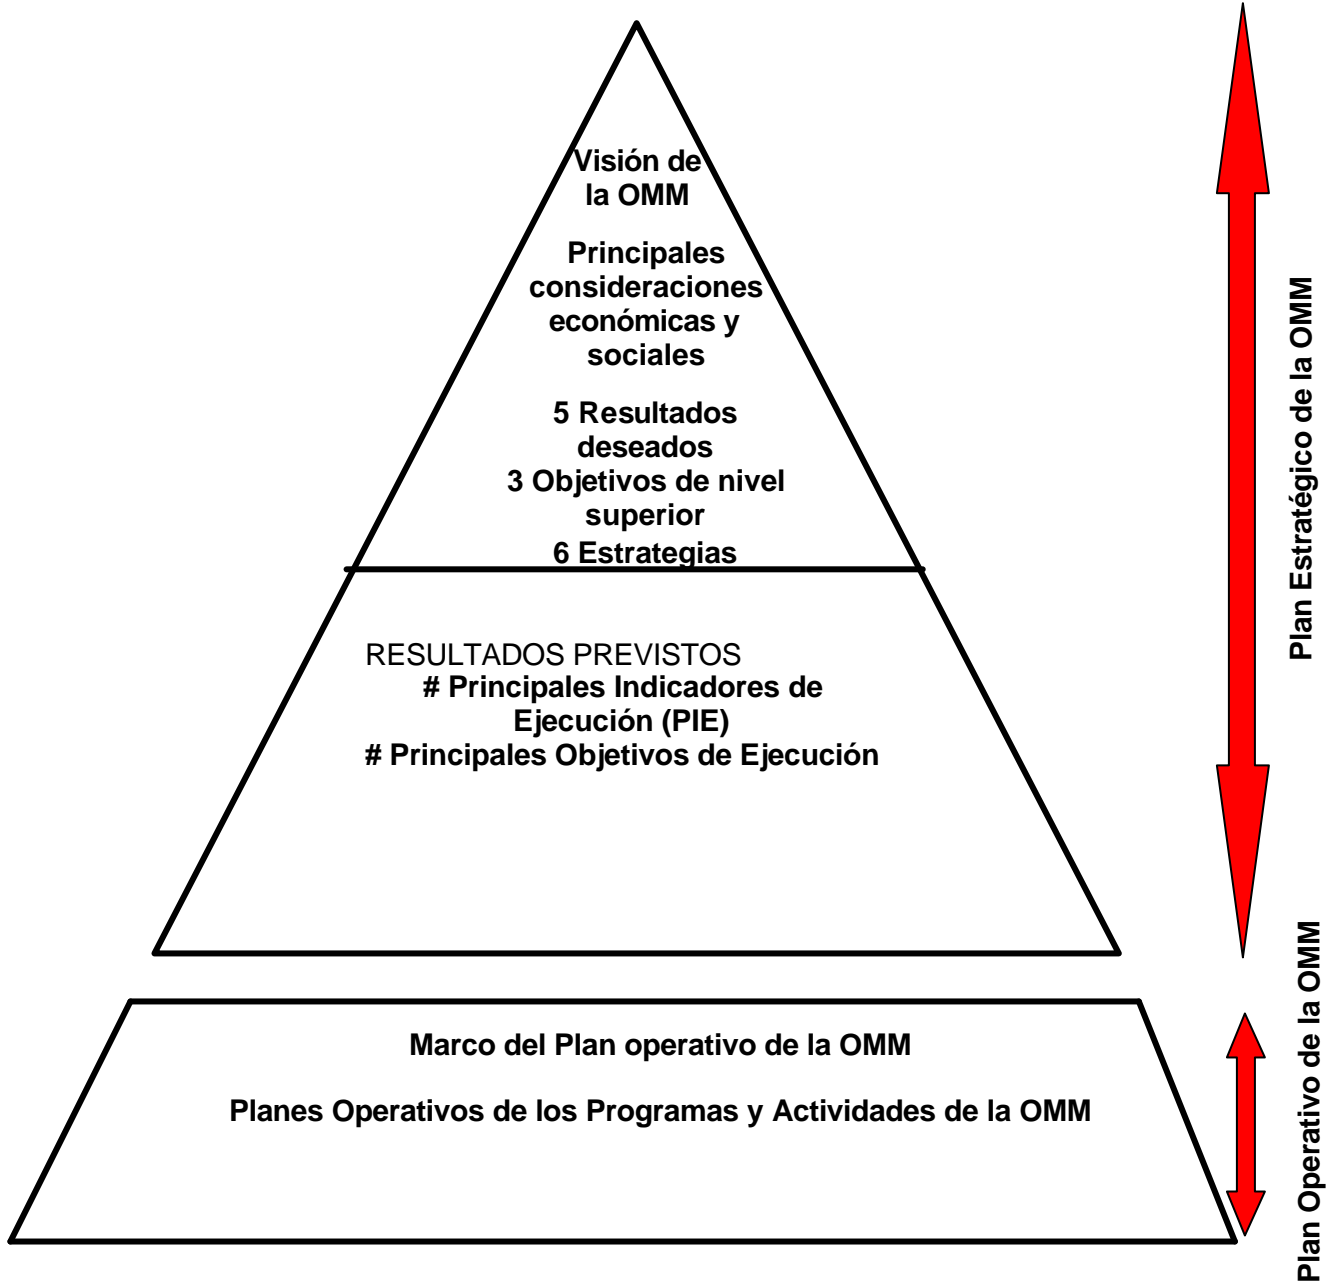 Visión de
la OMM
Principales
consideraciones
económicas y
sociales
5 Resultados
deseados
3 Objetivos de nivel
superior
6 Estrategias
RESULTADOS PREVISTOS
# Principales Indicadores de
Ejecución (PIE)
# Principales Objetivos de Ejecución
Marco del Plan operativo de la OMM
Planes Operativos de los Programas y Actividades de la OMM
Plan Estratégico de la OMM
Plan Operativo de la OMM